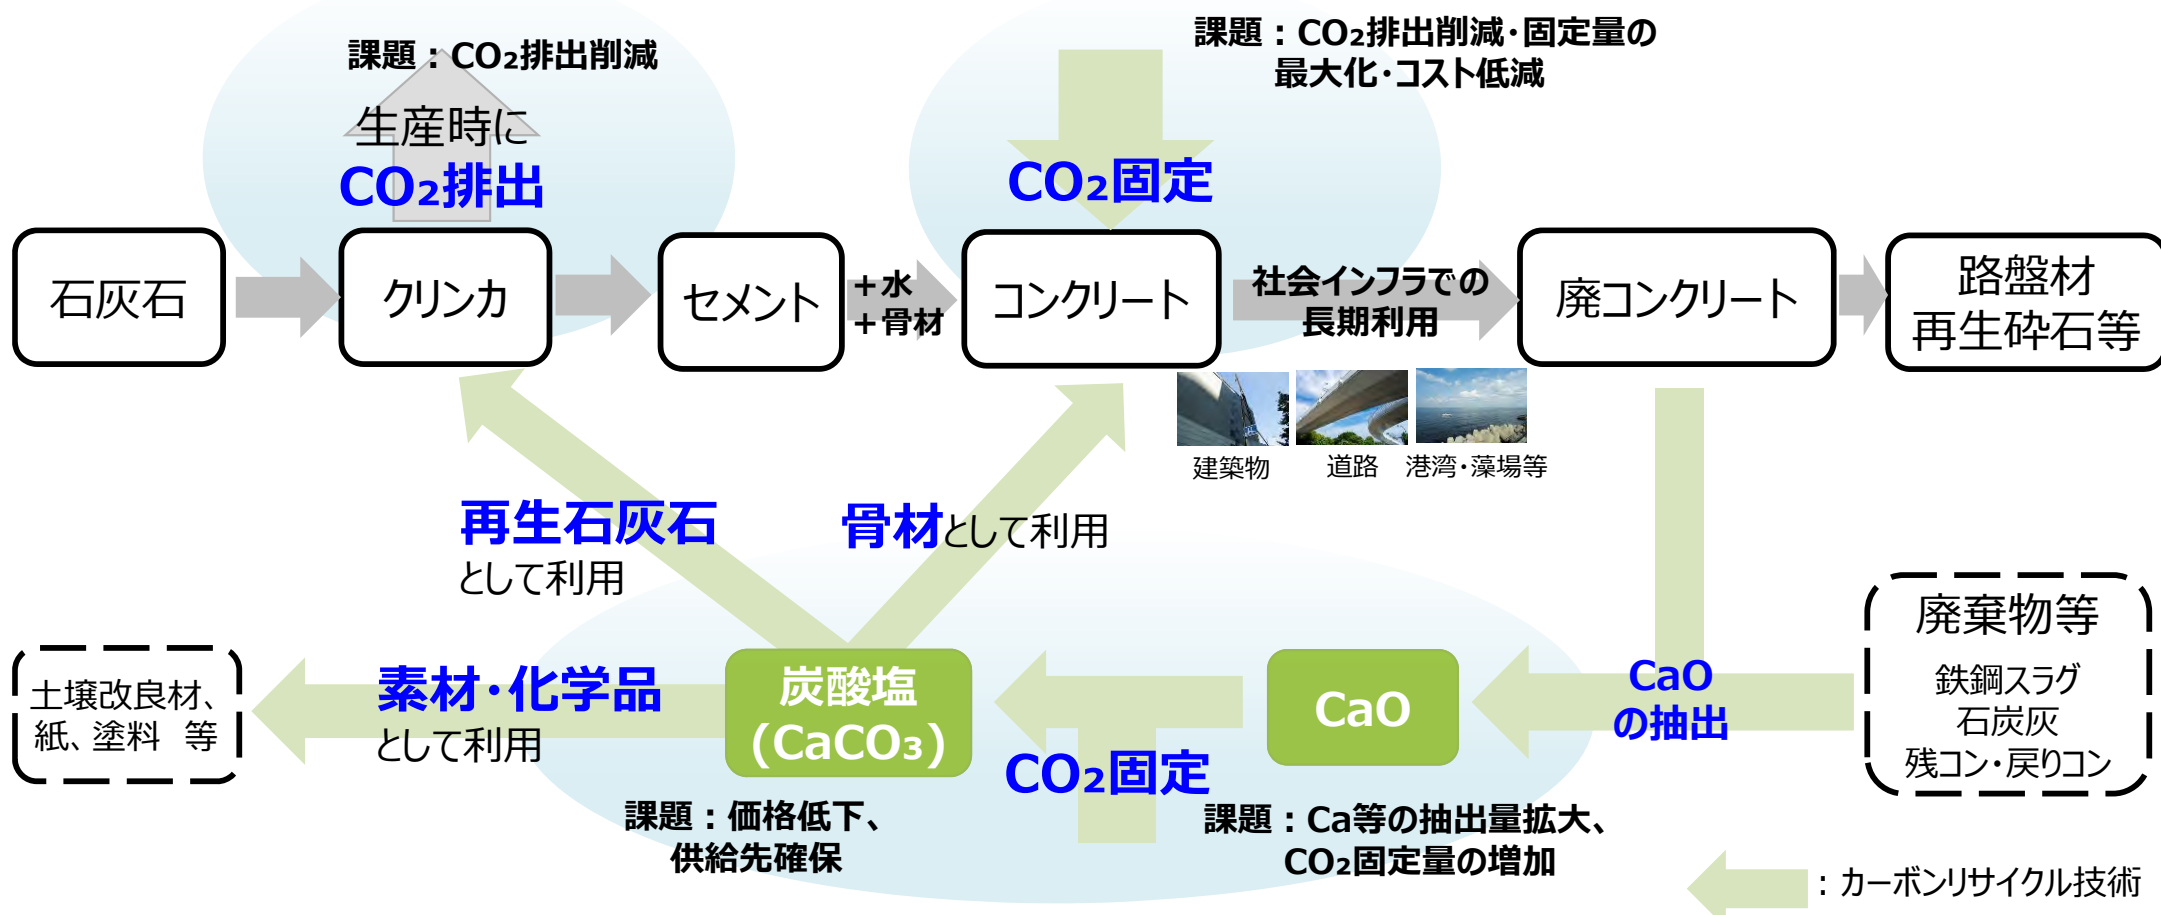 課題：CO₂排出削減
生産時に
CO₂排出
課題：CO₂排出削減・固定量の
最大化・コスト低減
CO₂固定
石灰石
クリンカ
セメント
＋水
＋骨材
コンクリート
社会インフラでの
長期利用
廃コンクリート
路盤材
再生砕石等
建築物
道路
港湾・藻場等
再生石灰石
として利用
骨材として利用
廃棄物等
鉄鋼スラグ
石炭灰
残コン・戻りコン
土壌改良材、
紙、塗料 等
素材・化学品
として利用
炭酸塩
（CaCO₃）
CO₂固定
CaO
CaO
の抽出
課題：価格低下、
供給先確保
課題：Ca等の抽出量拡大、
CO₂固定量の増加
：カーボンリサイクル技術